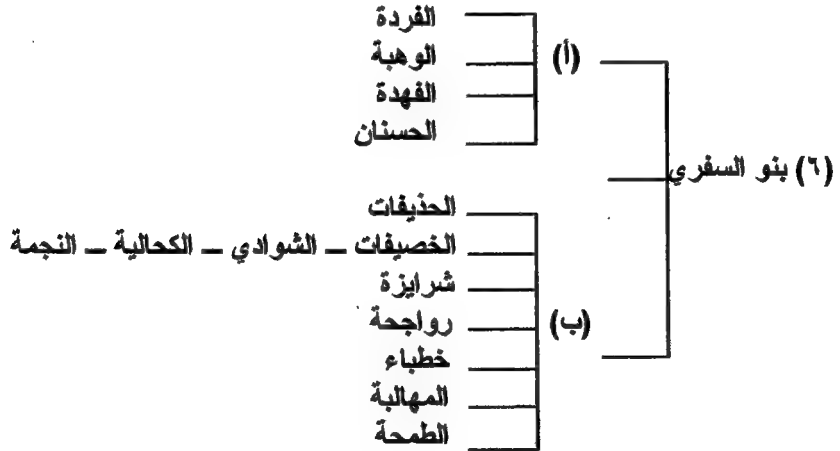 الفردة
(أ)
الوهبة
الفهدة
الحسنان
(٦) بنو السفري
الحذيفات
الخصيفات – الشوادي – الكحالية – النجمة
شرايزة
(ب)
رواجحة
خطباء
المهالبة
الطمحة